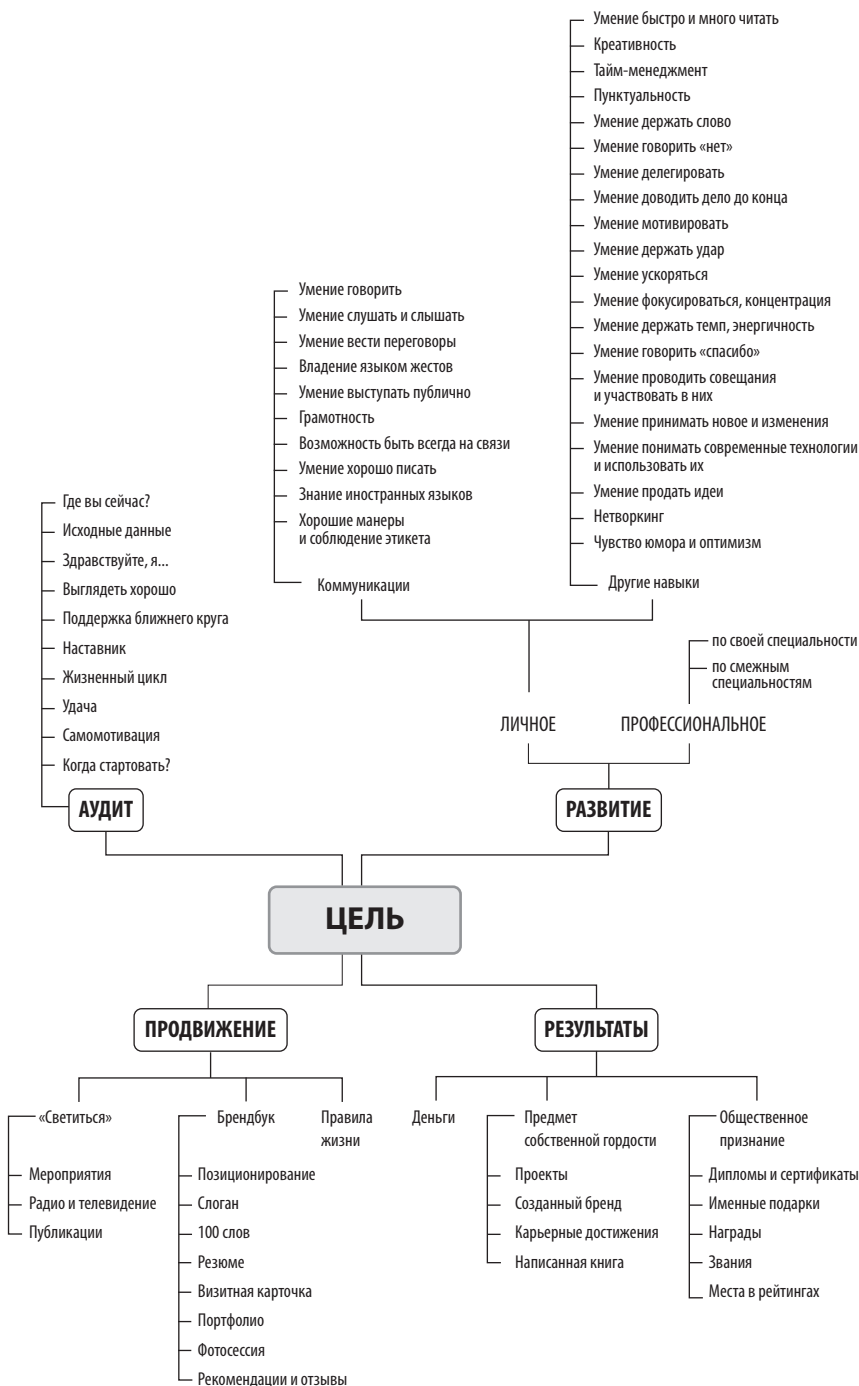 Умение быстро и много читать
Креативность
Тайм-менеджмент
Пунктуальность
Умение держать слово
Умение говорить «нет»
Умение делегировать
Умение доводить дело до конца
Умение мотивировать
Умение держать удар
Умение ускоряться
Умение фокусироваться, концентрация
Умение держать темп, энергичность
Умение говорить «спасибо»
Умение проводить совещания
и участвовать в них
Умение принимать новое и изменения
Умение понимать современные технологии
и использовать их
Умение продать идеи
Нетворкинг
Чувство юмора и оптимизм
Другие навыки
Умение говорить
Умение слушать и слышать
Умение вести переговоры
Владение языком жестов
Умение выступать публично
Грамотность
Возможность быть всегда на связи
Умение хорошо писать
Знание иностранных языков
Хорошие манеры
и соблюдение этикета
Коммуникации
по своей специальности
по смежным
специальностям
ЛИЧНОЕ
ПРОФЕССИОНАЛЬНОЕ
Где вы сейчас?
Исходные данные
Здравствуйте, я...
Выглядеть хорошо
Поддержка ближнего круга
Наставник
Жизненный цикл
Удача
Самомотивация
Когда стартовать?
АУДИТ
РАЗВИТИЕ
ЦЕЛЬ
ПРОДВИЖЕНИЕ
РЕЗУЛЬТАТЫ
«Светиться»
Мероприятия
Радио и телевидение
Публикации
Брендбук
Позиционирование
Слоган
100 слов
Резюме
Визитная карточка
Портфолио
Фотосессия
Рекомендации и отзывы
Правила
жизни
Деньги
Предмет
собственной гордости
Проекты
Созданный бренд
Карьерные достижения
Написанная книга
Общественное
признание
Дипломы и сертификаты
Именные подарки
Награды
Звания
Места в рейтингах